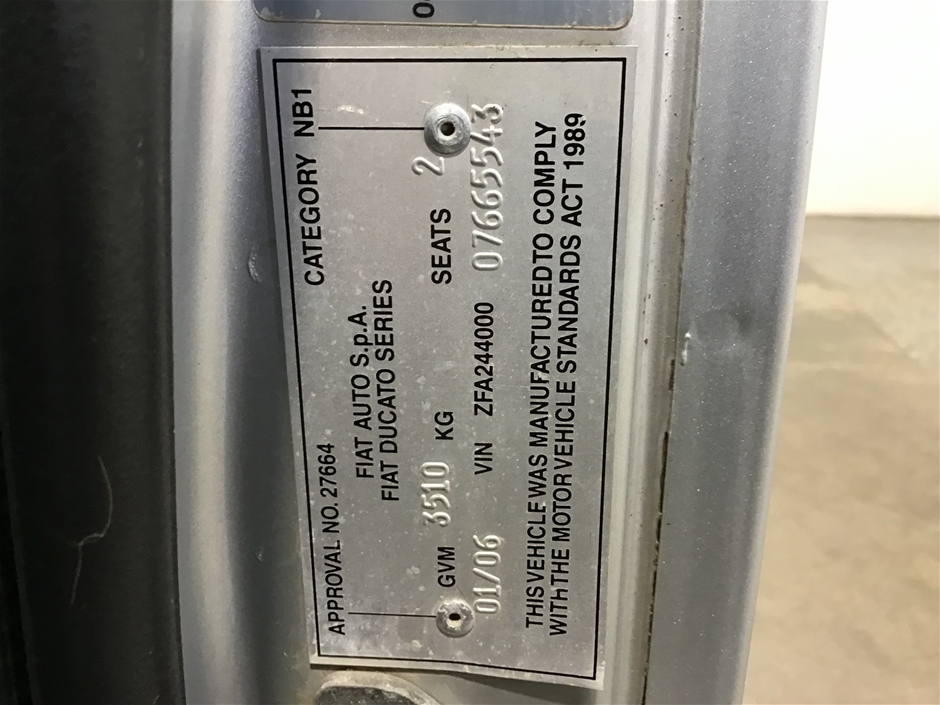 APPROVAL NO. 27664 CATEGORY NB1
FIAT AUTO S.p.A.
FIAT DUCATO SERIES
GVM 3510 KG SEATS 2
01/06 VIN ZFA244000 07665543
THIS VEHICLE WAS MANUFACTURED TO COMPLY
WITH THE MOTOR VEHICLE STANDARDS ACT 1989